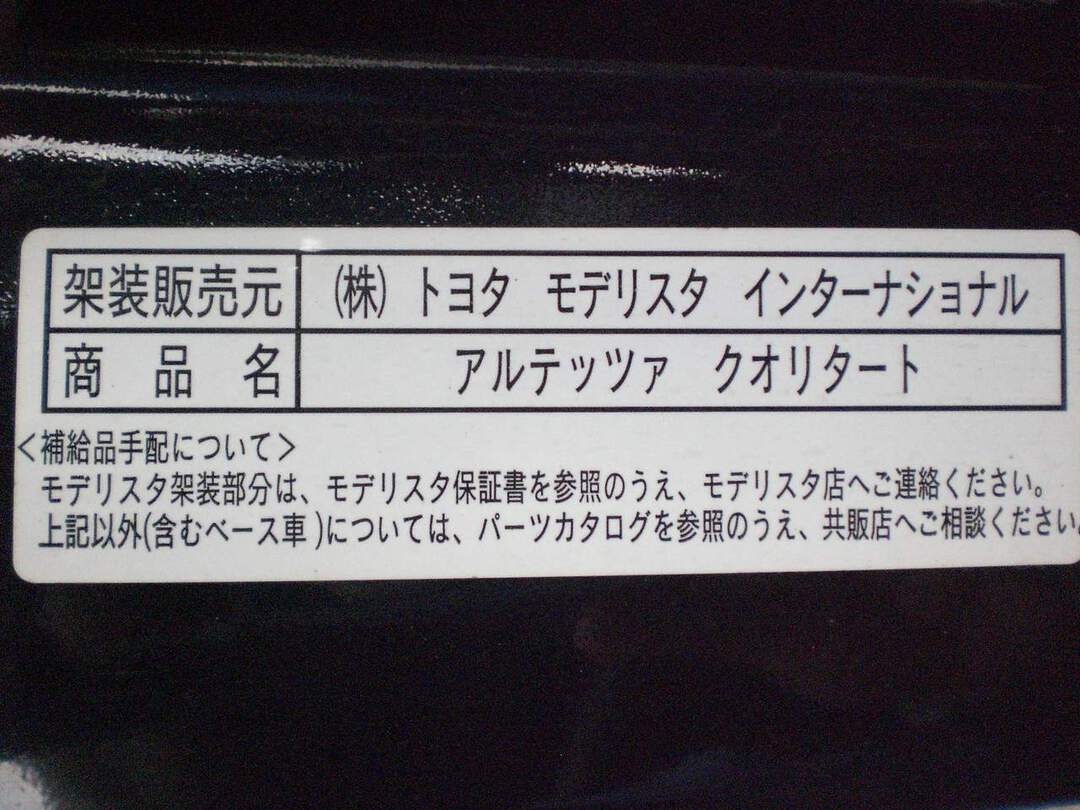 架装販売元 (株) トヨタ モデリスタ インターナショナル
商品名 アルテッツァ クオリタート
<補給品手配について>
モデリスタ架装部分は、モデリスタ保証書を参照のうえ、モデリスタ店へご連絡ください。
上記以外(含むベース車)については、パーツカタログを参照のうえ、共販店へご相談ください。